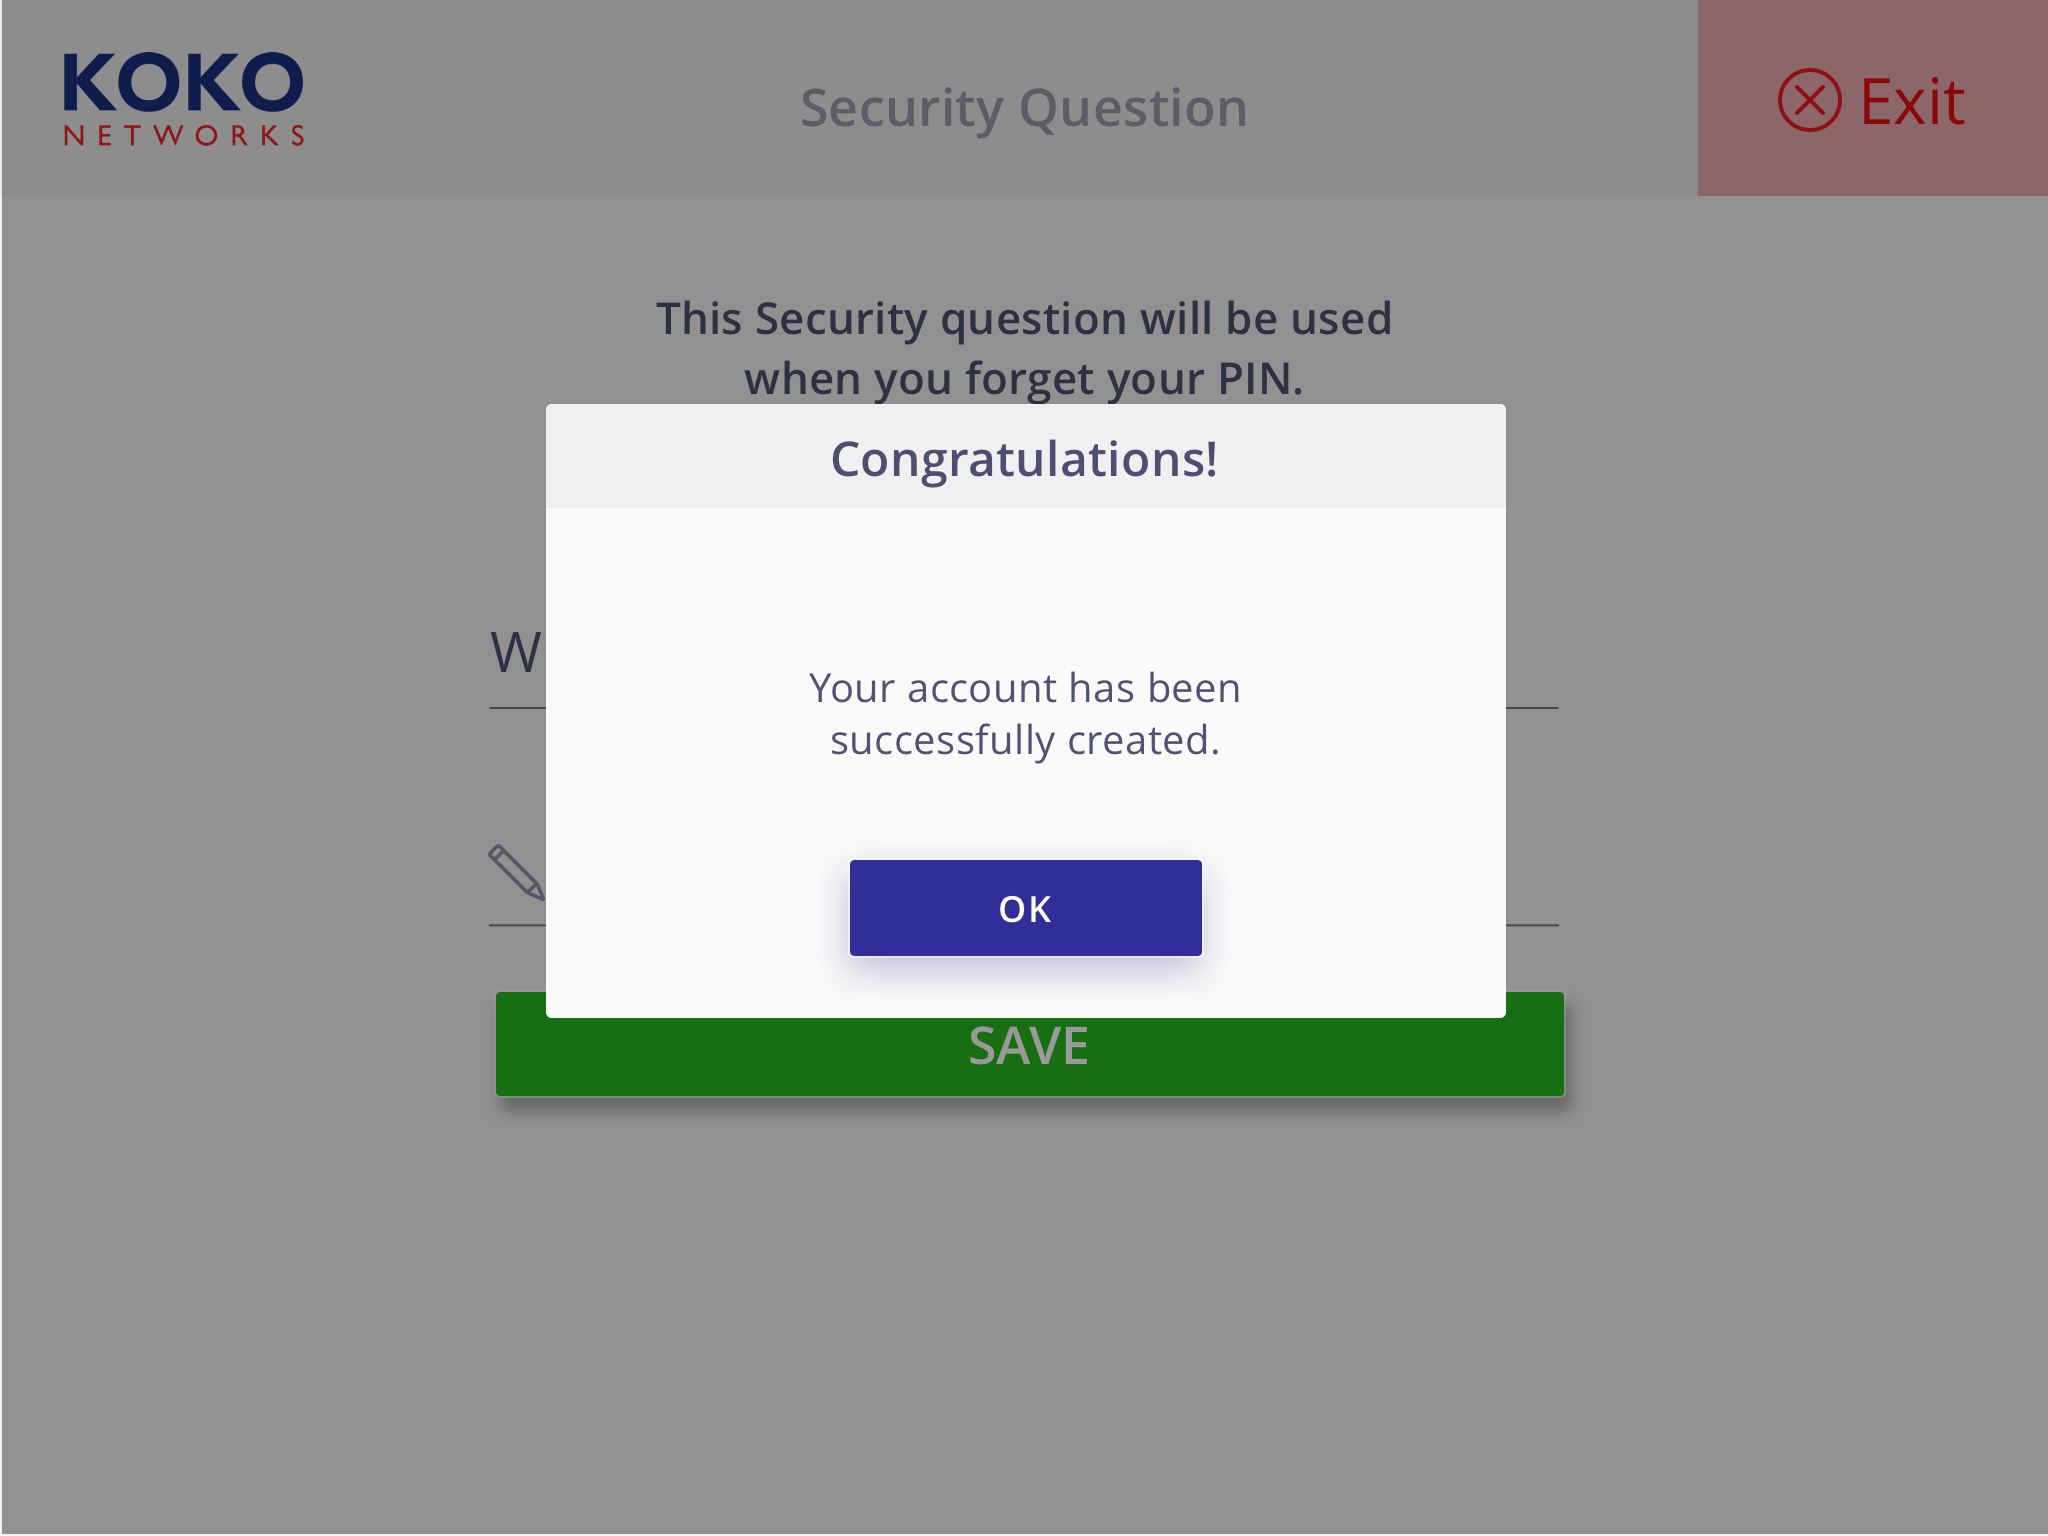 KOKO
NETWORKS
Security Question
Exit
This Security question will be used
when you forget your PIN.
Congratulations!
W
Your account has been
successfully created.
OK
SAVE